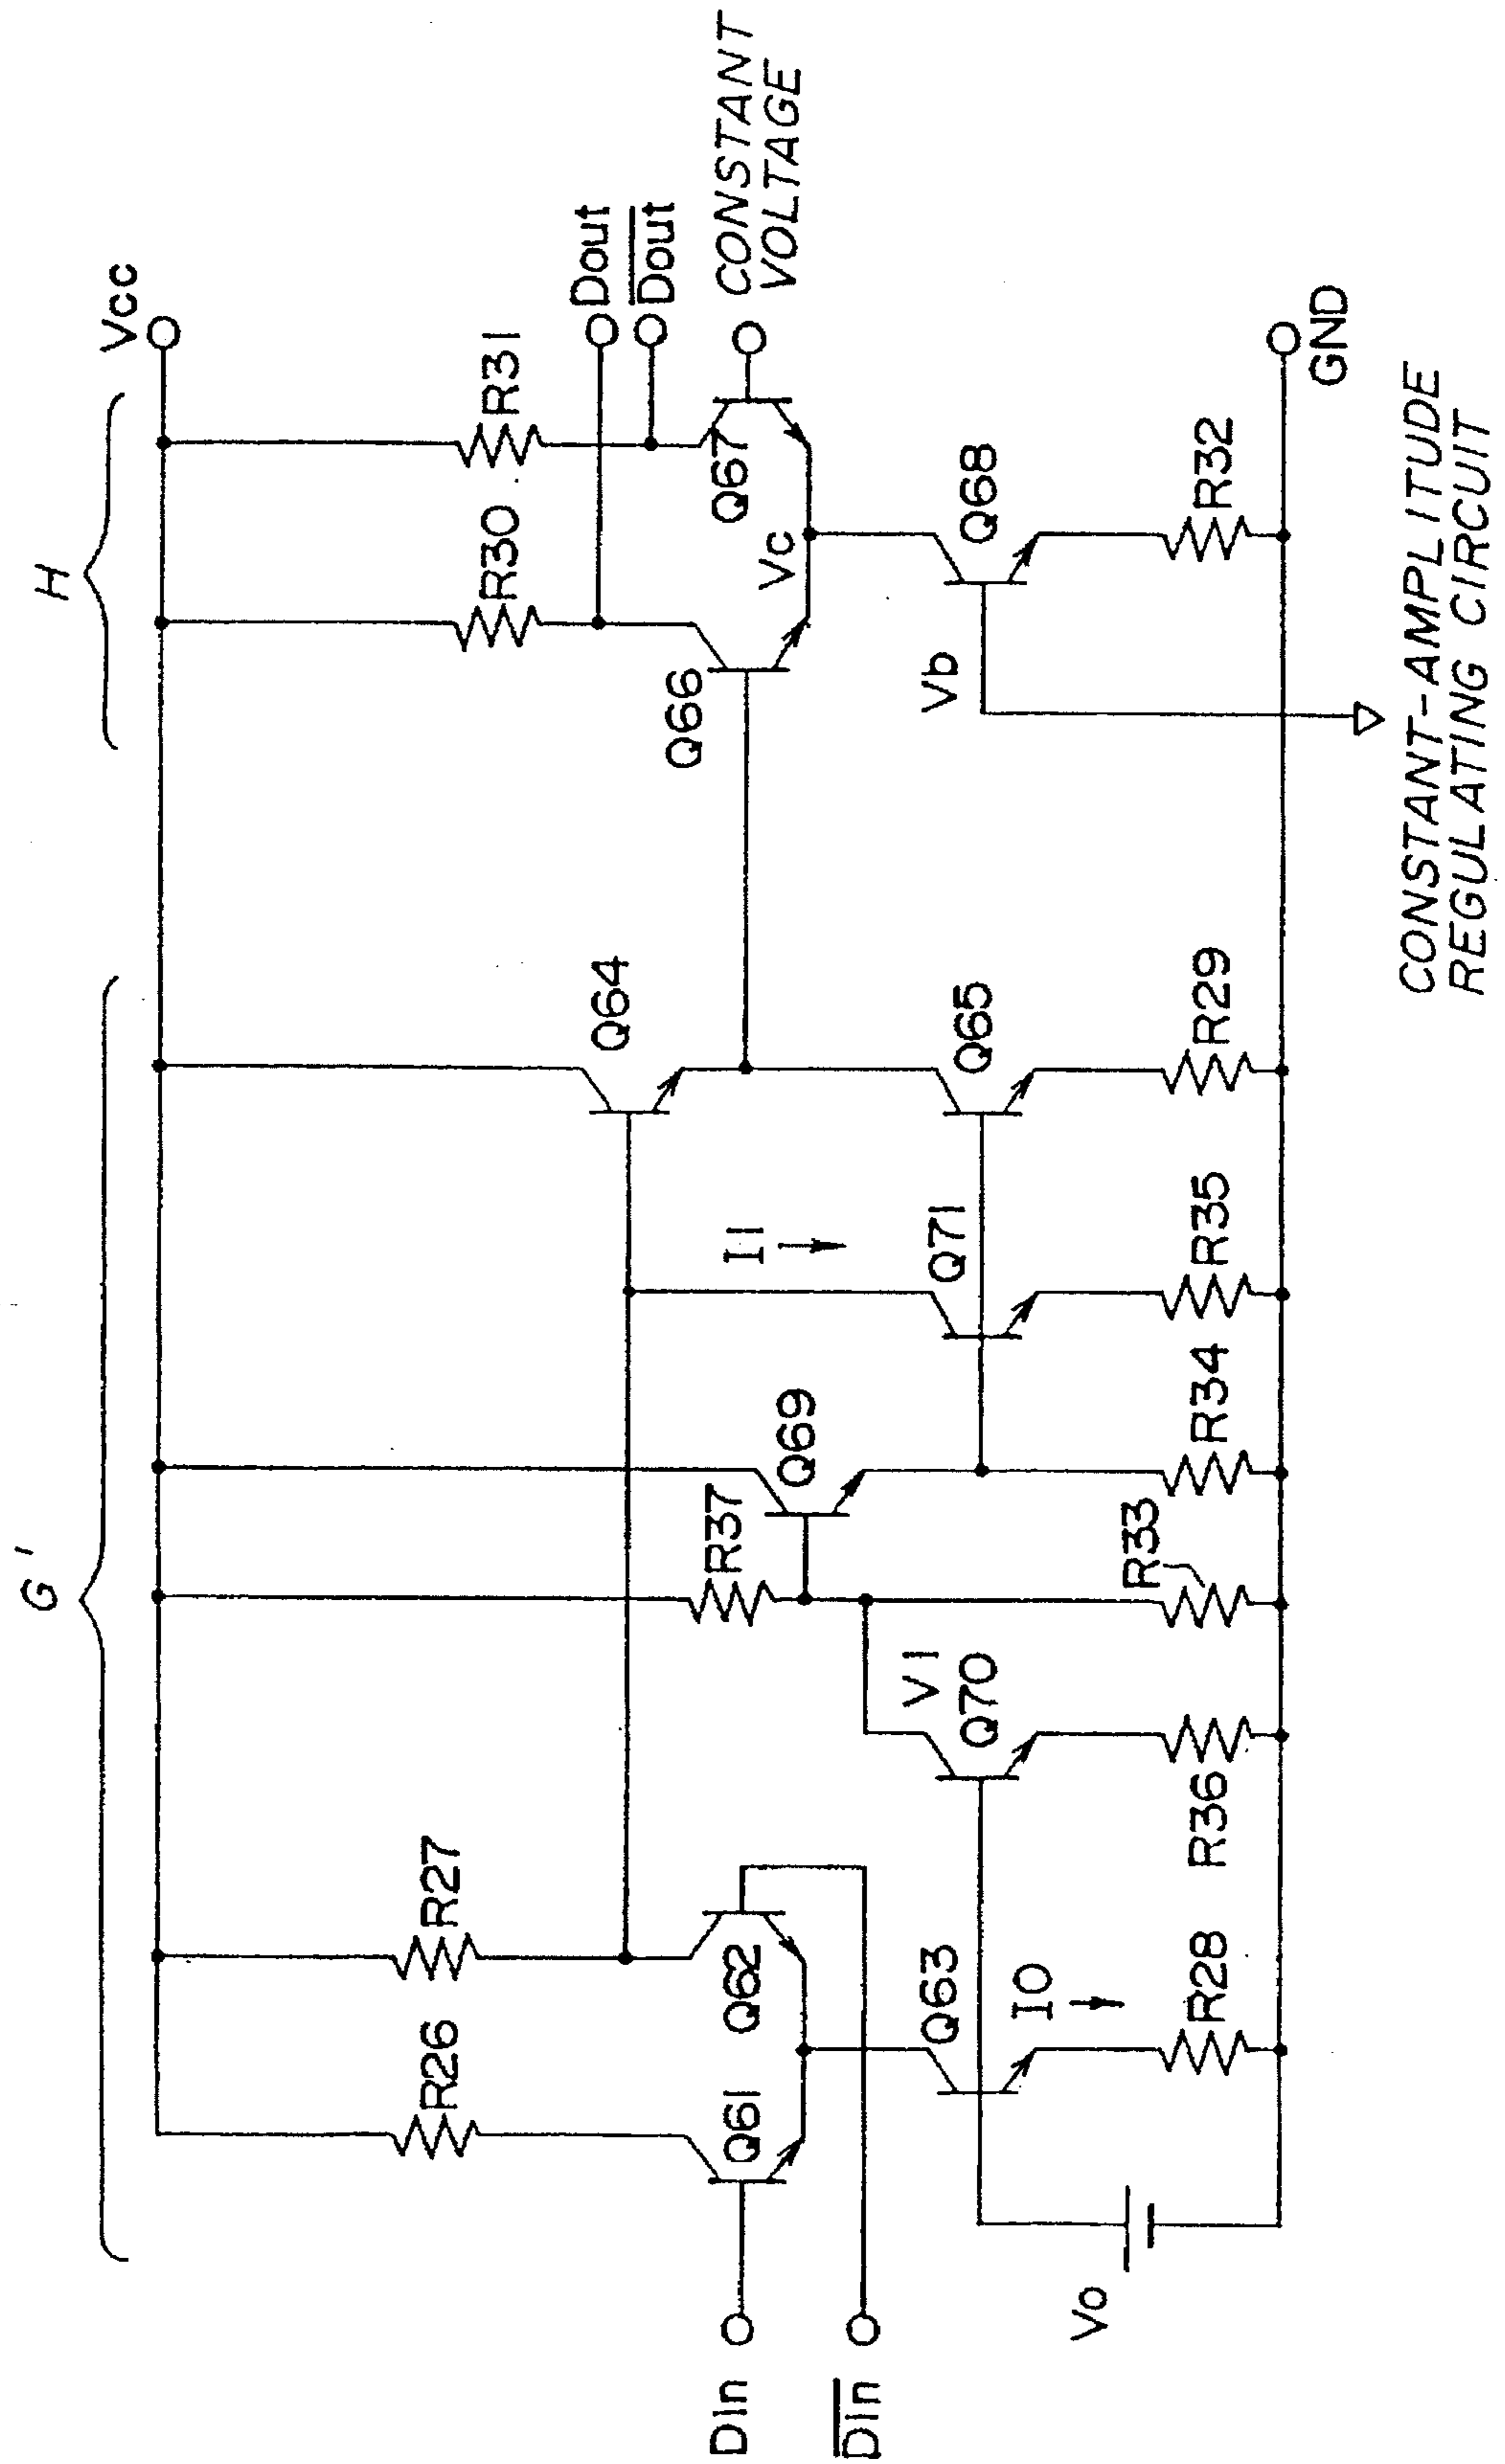 G'
H
Vcc
R26
R27
R37
R30
R31
Dout
D̅o̅u̅t̅
Q64
Q66
Q67
CONSTANT
VOLTAGE
Din
D̅i̅n̅
Q61
Q62
Q69
I1
Vc
V1
Q63
Q70
Q71
Q65
Vb
Q68
I0
Vo
R28
R36
R33
R34
R35
R29
R32
GND
CONSTANT-AMPLITUDE
REGULATING CIRCUIT